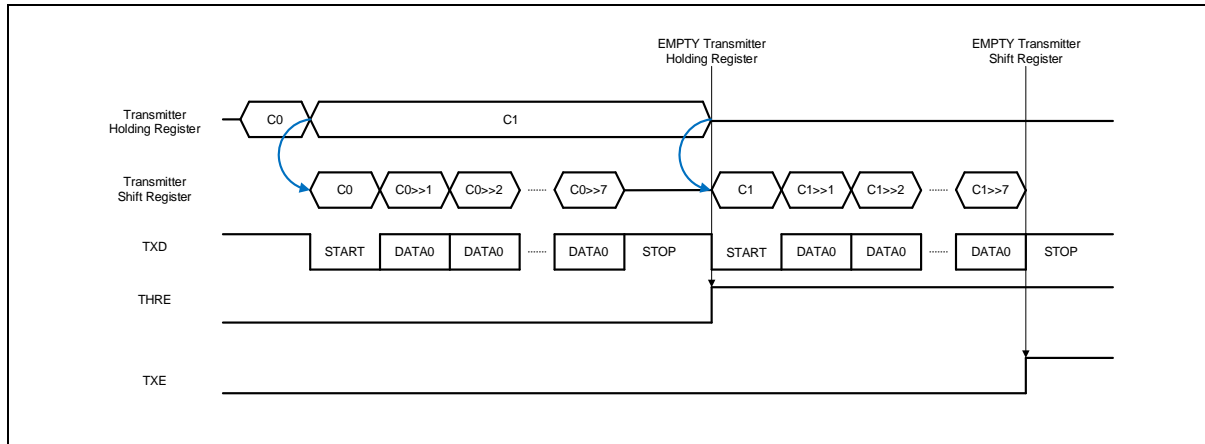 EMPTY Transmitter
Holding Register
EMPTY Transmitter
Shift Register
Transmitter
Holding Register
C0
C1
Transmitter
Shift Register
C0
C0>>1
C0>>2
........
C0>>7
C1
C1>>1
C1>>2
........
C1>>7
TXD
START
DATA0
DATA0
........
DATA0
STOP
START
DATA0
DATA0
........
DATA0
STOP
THRE
TXE